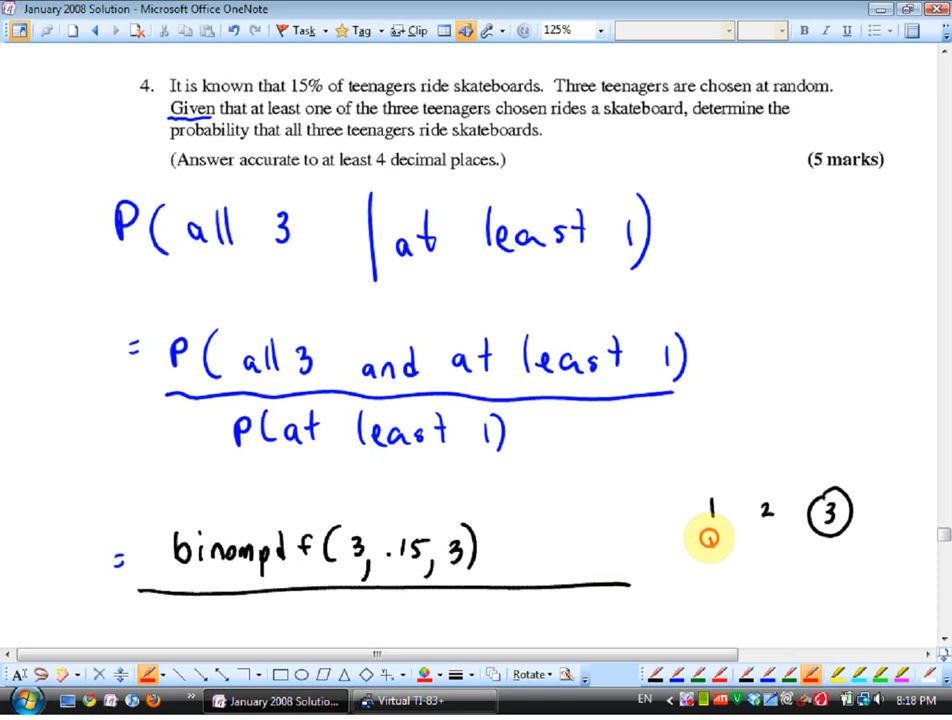 January 2008 Solution - Microsoft Office OneNote
Task Tag Clip 125% B I U
4. It is known that 15% of teenagers ride skateboards. Three teenagers are chosen at random.
Given that at least one of the three teenagers chosen rides a skateboard, determine the
probability that all three teenagers ride skateboards.
(Answer accurate to at least 4 decimal places.) (5 marks)
P( all 3 | at least 1)
= P( all 3 and at least 1)
P(at least 1)
1 2 3
= binompdf(3, .15, 3)
Rotate
January 2008 Solutio... Virtual TI-83+ EN 8:18 PM